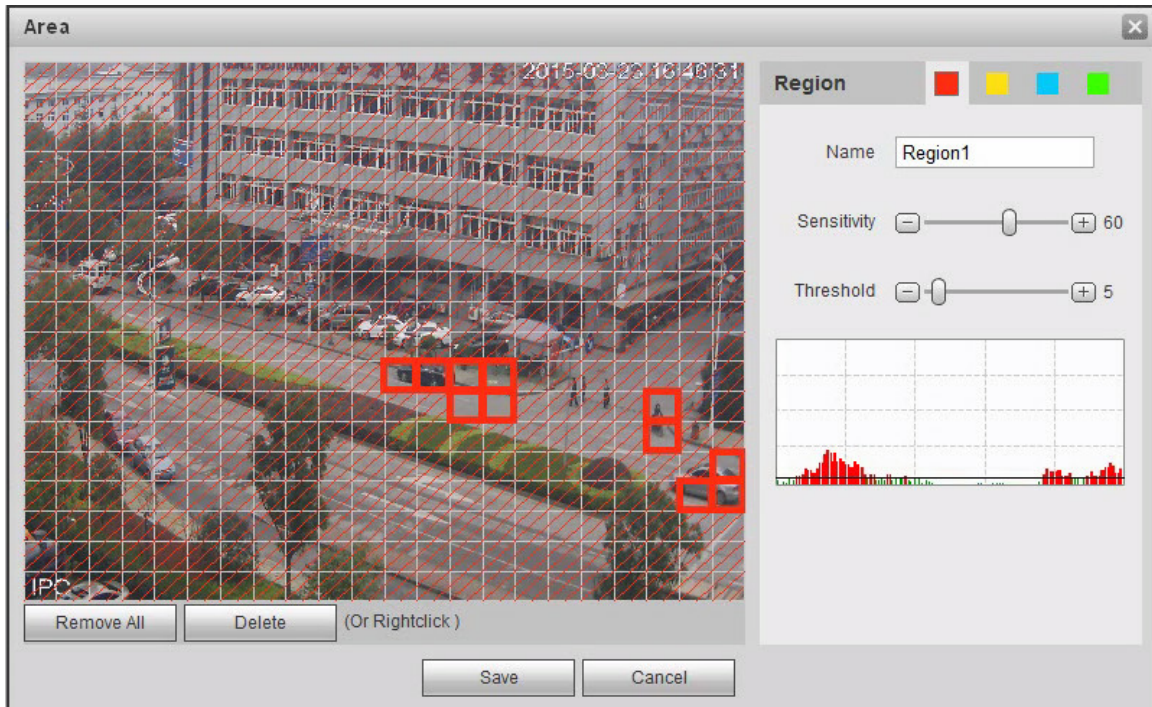 Area
2015-03-23 16:40:31
Region
Name Region1
Sensitivity 60
Threshold 5
IPC
Remove All Delete (Or Rightclick )
Save Cancel